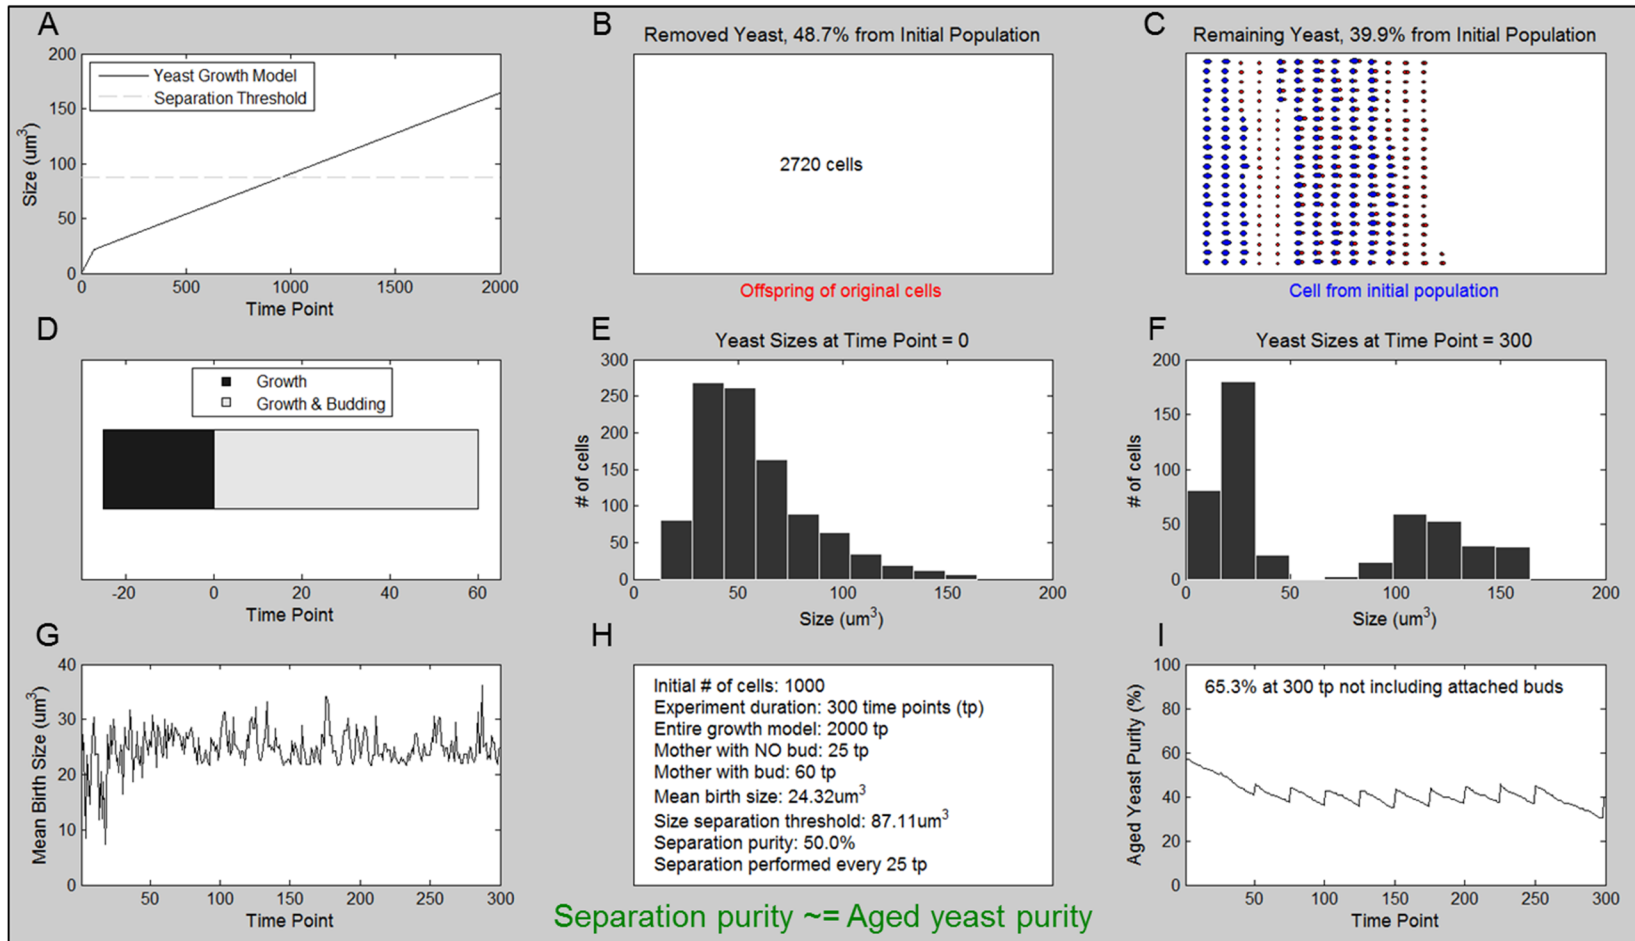 A
200
150
100
50
0
Size (um³)
Yeast Growth Model
Separation Threshold
0 500 1000 1500 2000
Time Point
B
Removed Yeast, 48.7% from Initial Population
2720 cells
Offspring of original cells
C
Remaining Yeast, 39.9% from Initial Population
Cell from initial population
D
Growth
Growth & Budding
-20 0 20 40 60
Time Point
E
Yeast Sizes at Time Point = 0
300
250
200
150
100
50
0
# of cells
0 50 100 150 200
Size (um³)
F
Yeast Sizes at Time Point = 300
200
150
100
50
0
# of cells
0 50 100 150 200
Size (um³)
G
40
30
20
10
0
Mean Birth Size (um³)
50 100 150 200 250 300
Time Point
H
Initial # of cells: 1000
Experiment duration: 300 time points (tp)
Entire growth model: 2000 tp
Mother with NO bud: 25 tp
Mother with bud: 60 tp
Mean birth size: 24.32um³
Size separation threshold: 87.11um³
Separation purity: 50.0%
Separation performed every 25 tp
I
100
80
60
40
20
0
Aged Yeast Purity (%)
65.3% at 300 tp not including attached buds
50 100 150 200 250 300
Time Point
Separation purity ~= Aged yeast purity